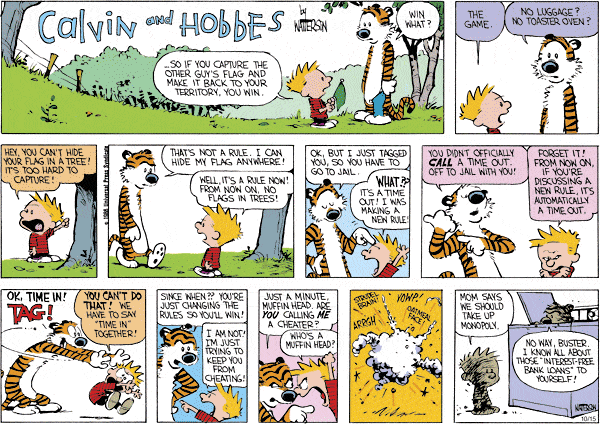 CALVIN AND HOBBES
by
WATTERSON
...SO IF YOU CAPTURE THE
OTHER GUY'S FLAG AND
MAKE IT BACK TO YOUR
TERRITORY, YOU WIN.
WIN
WHAT?
THE
GAME.
NO LUGGAGE?
NO TOASTER OVEN?
HEY, YOU CAN'T HIDE
YOUR FLAG IN A TREE!
IT'S TOO HARD TO
CAPTURE!
THAT'S NOT A RULE. I CAN
HIDE MY FLAG ANYWHERE!
WELL, IT'S A RULE NOW!
FROM NOW ON, NO
FLAGS IN TREES!
OK, BUT I JUST TAGGED
YOU, SO YOU HAVE TO
GO TO JAIL.
WHAT?!
IT'S A TIME
OUT! I WAS
MAKING A
NEW RULE!
YOU DIDN'T OFFICIALLY
CALL A TIME OUT.
OFF TO JAIL WITH YOU!
FORGET IT!
FROM NOW ON,
IF YOU'RE
DISCUSSING A
NEW RULE, IT'S
AUTOMATICALLY
A TIME OUT.
OK, TIME IN!
TAG!
YOU CAN'T DO
THAT! WE
HAVE TO SAY
"TIME IN"
TOGETHER!
SINCE WHEN?? YOU'RE
JUST CHANGING THE
RULES SO YOU'LL WIN!
I AM NOT!
I'M JUST
TRYING TO
KEEP YOU
FROM
CHEATING!
JUST A MINUTE,
MUFFIN HEAD. ARE
YOU CALLING ME
A CHEATER?
WHO'S A
MUFFIN HEAD?
YOWP!
OATMEAL
FACE!
ARRGH
MOM SAYS
WE SHOULD
TAKE UP
MONOPOLY.
NO WAY, BUSTER.
I KNOW ALL ABOUT
THOSE "INTEREST-FREE
BANK LOANS" TO
YOURSELF!
WATTERSON
10/15